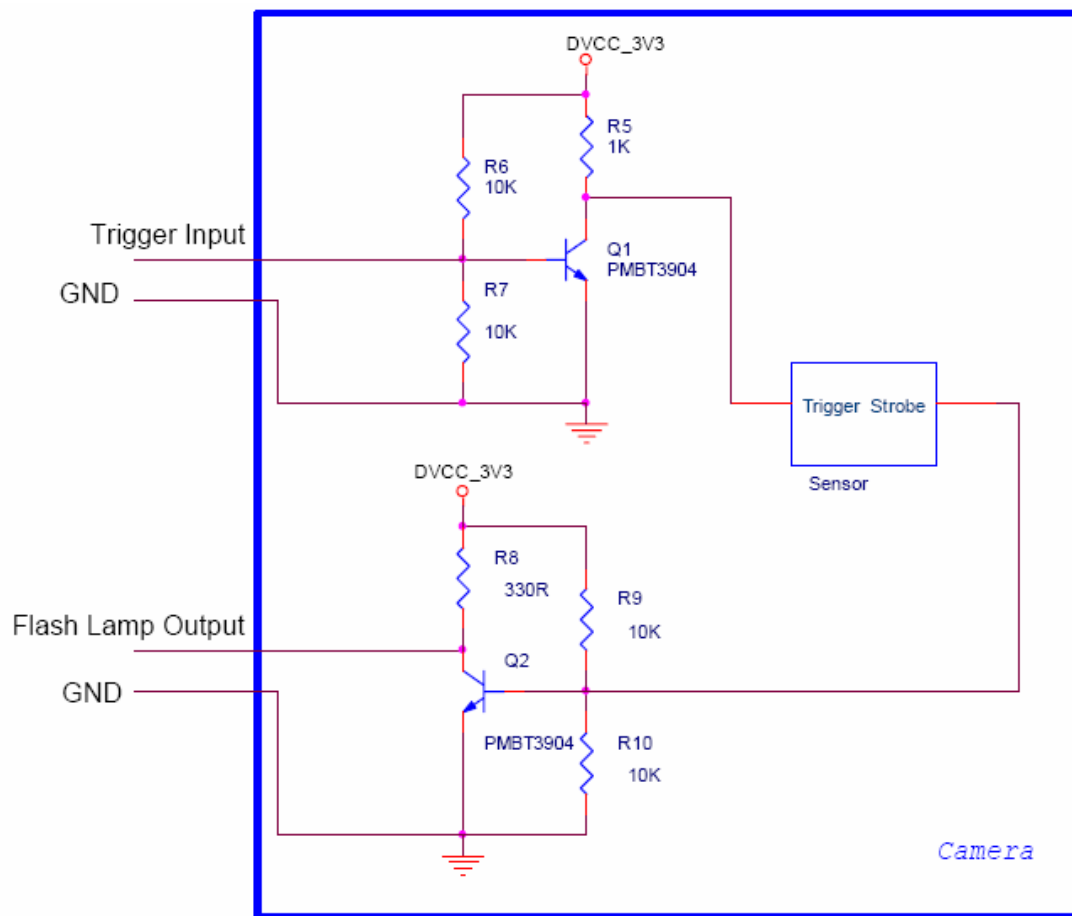 DVCC_3V3
R5
1K
R6
10K
Trigger Input
Q1
PMBT3904
R7
10K
GND
Trigger Strobe
Sensor
DVCC_3V3
R8
330R
R9
10K
Flash Lamp Output
Q2
GND
PMBT3904
R10
10K
Camera